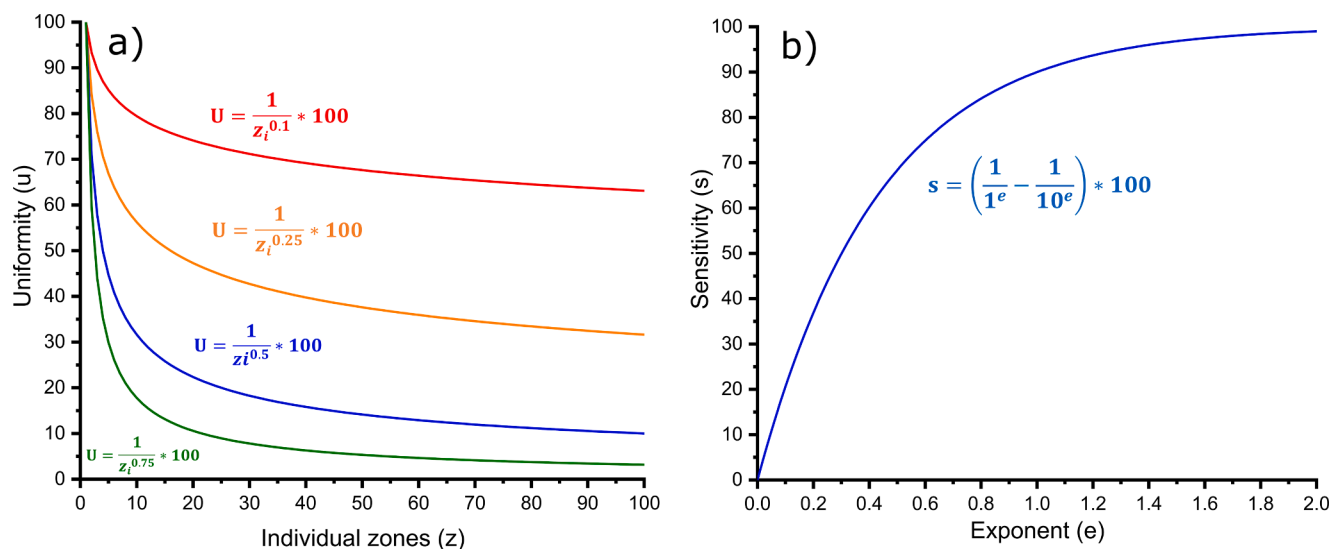 a)
100
90
80
70
60
50
40
30
20
10
0
Uniformity (u)
U = 1/z_i^0.1 * 100
U = 1/z_i^0.25 * 100
U = 1/zi^0.5 * 100
U = 1/z_i^0.75 * 100
0 10 20 30 40 50 60 70 80 90 100
Individual zones (z)
b)
100
90
80
70
60
50
40
30
20
10
0
Sensitivity (s)
s = (1/1^e − 1/10^e) * 100
0.0 0.2 0.4 0.6 0.8 1.0 1.2 1.4 1.6 1.8 2.0
Exponent (e)